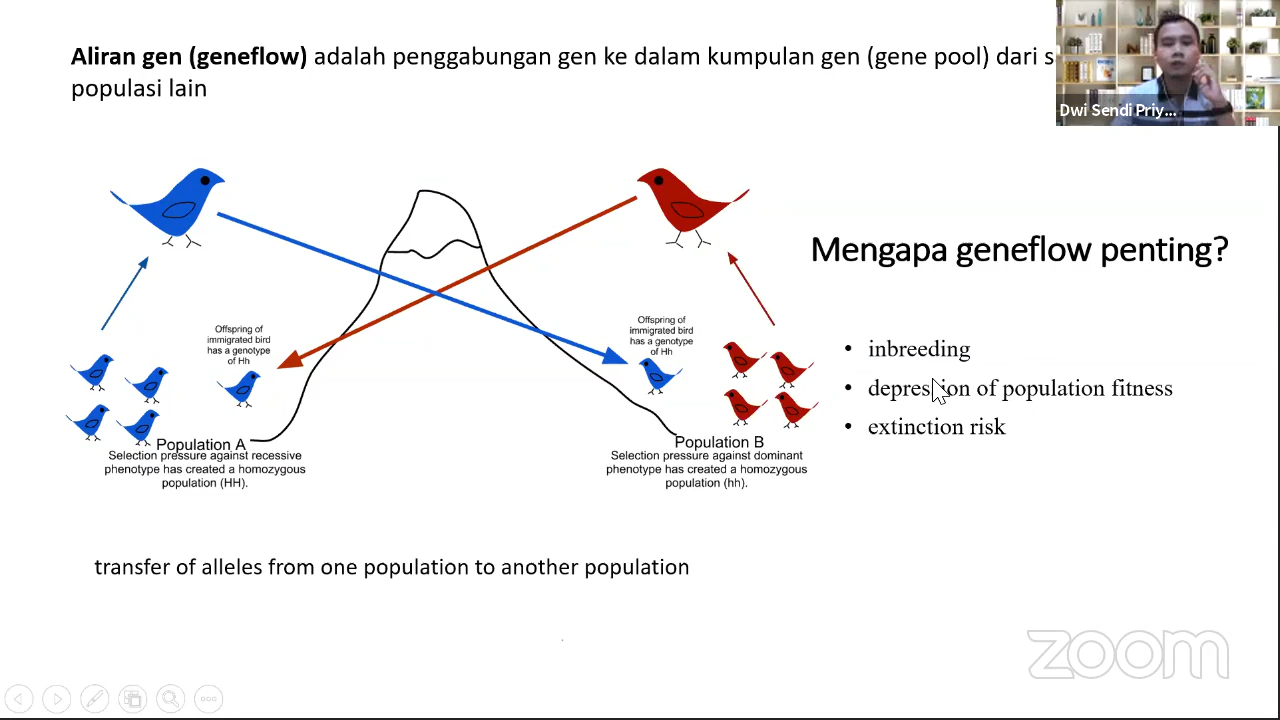 Aliran gen (geneflow) adalah penggabungan gen ke dalam kumpulan gen (gene pool) dari s
populasi lain
Dwi Sendi Priy...
Mengapa geneflow penting?
Offspring of
immigrated bird
has a genotype
of Hh
Offspring of
immigrated bird
has a genotype
of Hh
• inbreeding
• depression of population fitness
• extinction risk
Population A
Selection pressure against recessive
phenotype has created a homozygous
population (HH).
Population B
Selection pressure against dominant
phenotype has created a homozygous
population (hh).
transfer of alleles from one population to another population
zoom